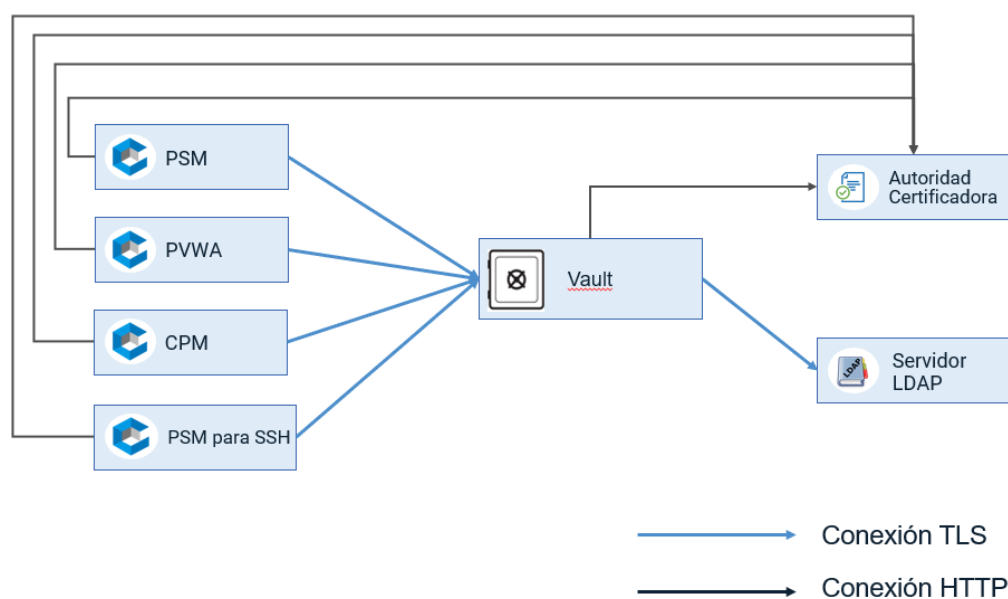 PSM
PVWA
CPM
PSM para SSH
Vault
Autoridad
Certificadora
LDAP
Servidor
LDAP
Conexión TLS
Conexión HTTP